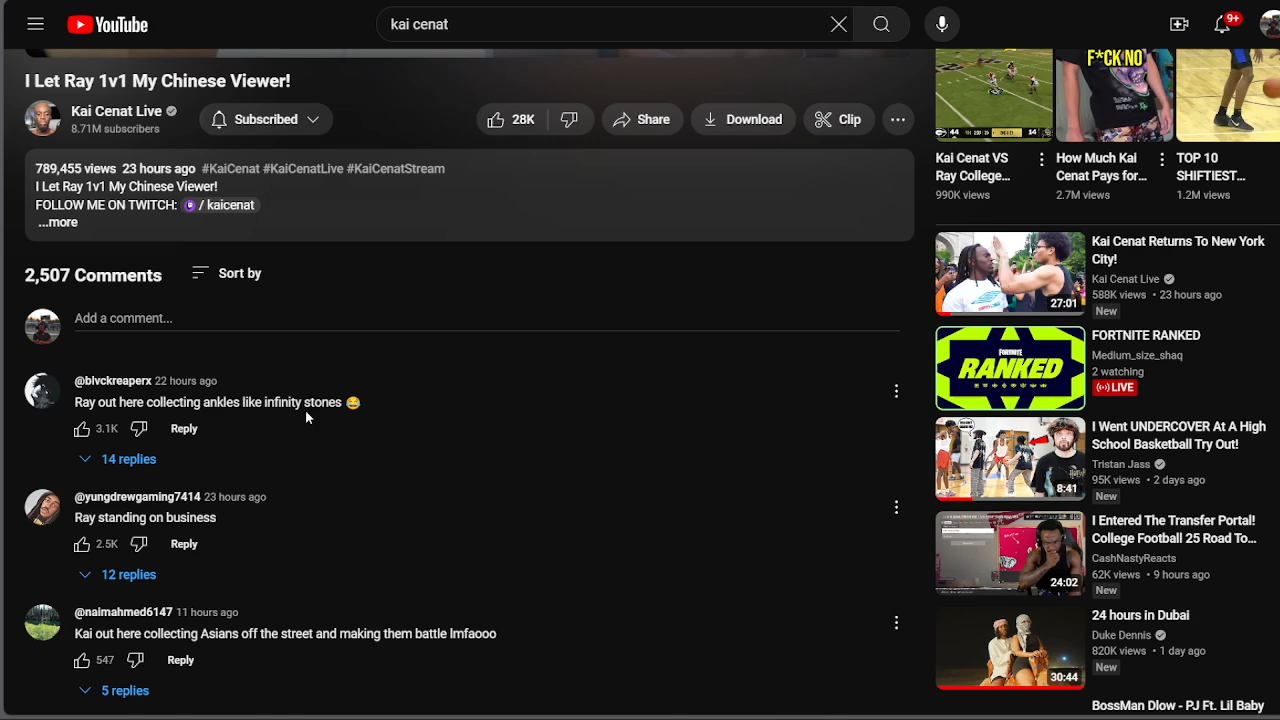 YouTube
kai cenat
9+
I Let Ray 1v1 My Chinese Viewer!
Kai Cenat Live
8.71M subscribers
Subscribed
28K
Share
Download
Clip
789,455 views 23 hours ago #KaiCenat #KaiCenatLive #KaiCenatStream
I Let Ray 1v1 My Chinese Viewer!
FOLLOW ME ON TWITCH: / kaicenat
...more
2,507 Comments
Sort by
Add a comment...
@blvckreaperx 22 hours ago
Ray out here collecting ankles like infinity stones 😂
3.1K
Reply
14 replies
@yungdrewgaming7414 23 hours ago
Ray standing on business
2.5K
Reply
12 replies
@naimahmed6147 11 hours ago
Kai out here collecting Asians on the street and making them battle lmfaooo
547
Reply
5 replies
44
14
Kai Cenat VS
Ray College...
990K views
F*CK NO
How Much Kai
Cenat Pays for...
2.7M views
TOP 10
SHIFTIEST...
1.2M views
27:01
Kai Cenat Returns To New York
City!
Kai Cenat Live
588K views • 23 hours ago
New
FORTNITE
RANKED
FORTNITE RANKED
Medium_size_shaq
2 watching
LIVE
8:41
I Went UNDERCOVER At A High
School Basketball Try Out!
Tristan Jass
95K views • 2 days ago
New
24:02
I Entered The Transfer Portal!
College Football 25 Road To...
CashNastyReacts
62K views • 9 hours ago
New
30:44
24 hours in Dubai
Duke Dennis
820K views • 1 day ago
New
BossMan Dlow - PJ Ft. Lil Baby